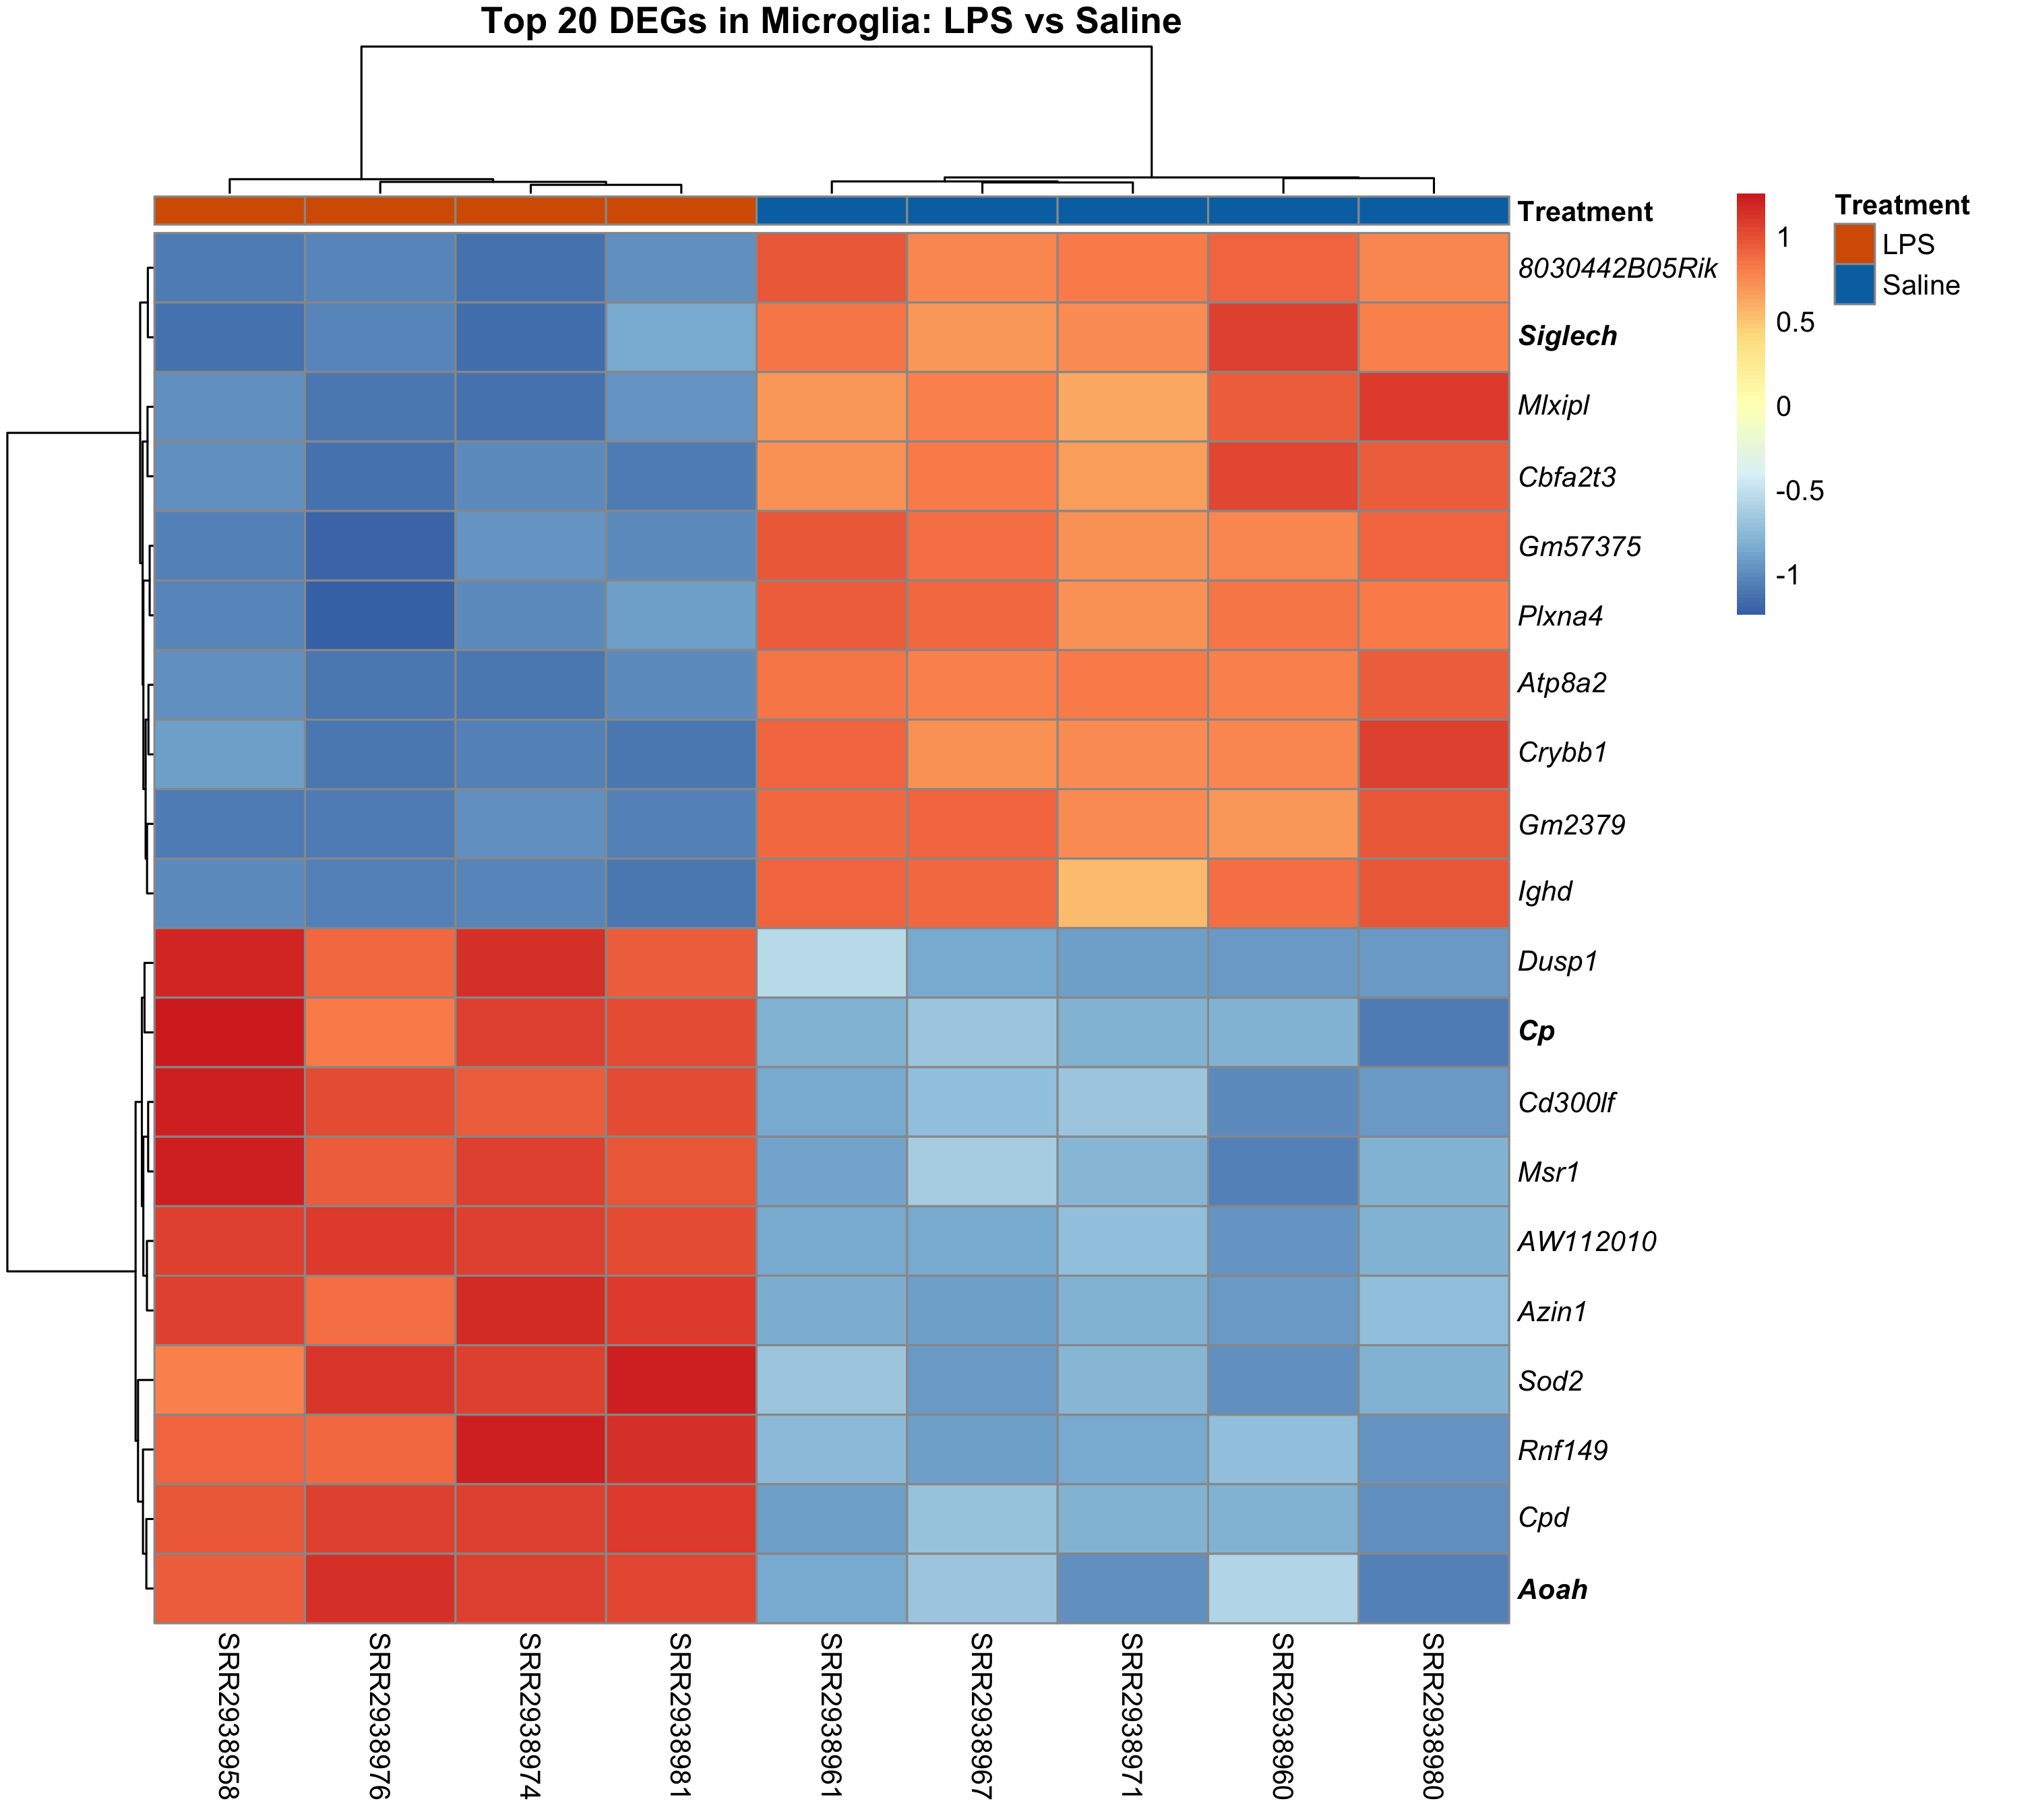 Top 20 DEGs in Microglia: LPS vs Saline
Treatment
8030442B05Rik
Siglech
Mlxipl
Cbfa2t3
Gm57375
Plxna4
Atp8a2
Crybb1
Gm2379
Ighd
Dusp1
Cp
Cd300lf
Msr1
AW112010
Azin1
Sod2
Rnf149
Cpd
Aoah
1
0.5
0
-0.5
-1
Treatment
LPS
Saline
SRR2938958
SRR2938976
SRR2938974
SRR2938981
SRR2938961
SRR2938967
SRR2938971
SRR2938960
SRR2938980